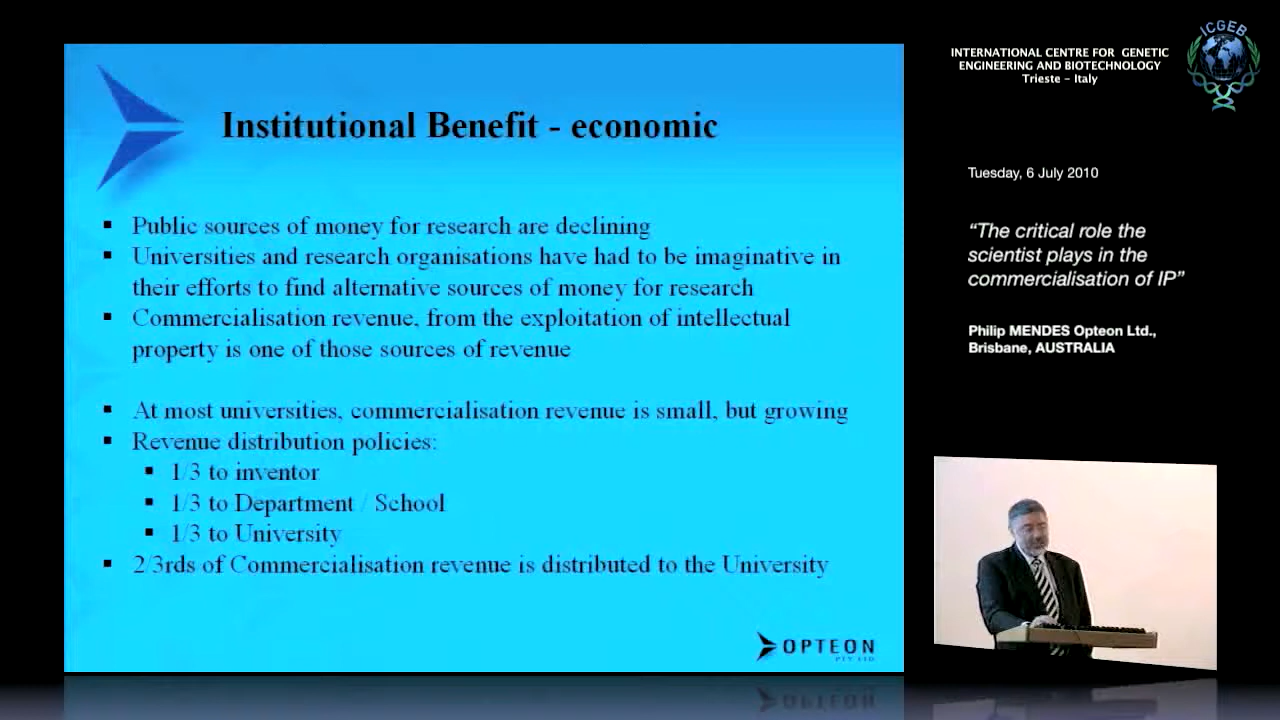 Institutional Benefit - economic
Public sources of money for research are declining
Universities and research organisations have had to be imaginative in
their efforts to find alternative sources of money for research
Commercialisation revenue, from the exploitation of intellectual
property is one of those sources of revenue
At most universities, commercialisation revenue is small, but growing
Revenue distribution policies:
1/3 to inventor
1/3 to Department / School
1/3 to University
2/3rds of Commercialisation revenue is distributed to the University
OPTEON
PTY LTD
INTERNATIONAL CENTRE FOR GENETIC
ENGINEERING AND BIOTECHNOLOGY
Trieste - Italy
ICGEB
Tuesday, 6 July 2010
“The critical role the
scientist plays in the
commercialisation of IP”
Philip MENDES Opteon Ltd.,
Brisbane, AUSTRALIA